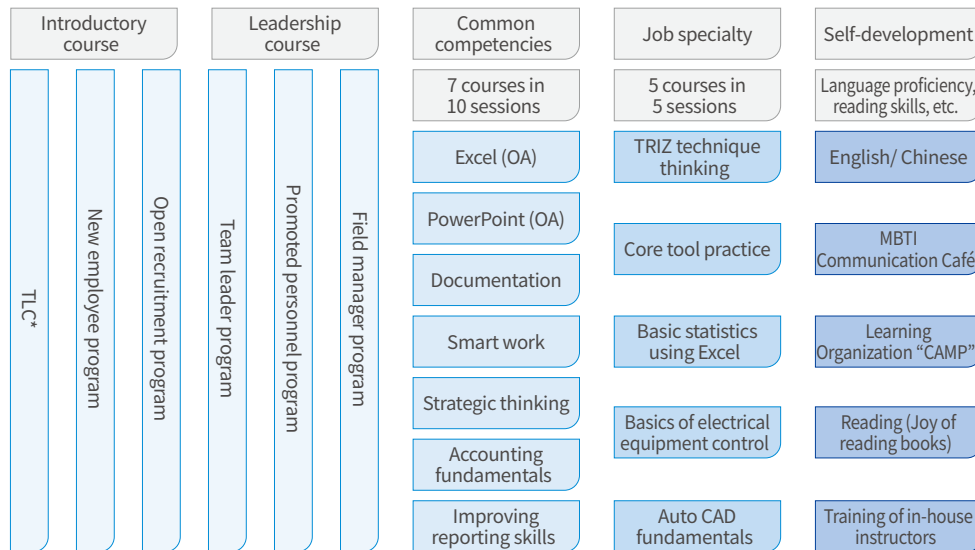 Introductory
course
Leadership
course
Common
competencies
Job specialty
Self-development
7 courses in
10 sessions
5 courses in
5 sessions
Language proficiency,
reading skills, etc.
TLC*
New employee program
Open recruitment program
Team leader program
Promoted personnel program
Field manager program
Excel (OA)
PowerPoint (OA)
Documentation
Smart work
Strategic thinking
Accounting
fundamentals
Improving
reporting skills
TRIZ technique
thinking
Core tool practice
Basic statistics
using Excel
Basics of electrical
equipment control
Auto CAD
fundamentals
English/ Chinese
MBTI
Communication Café
Learning
Organization “CAMP”
Reading (Joy of
reading books)
Training of in-house
instructors